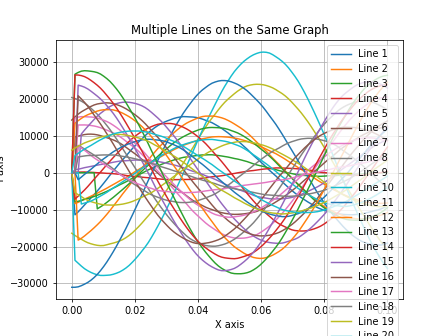 Multiple Lines on the Same Graph
30000
20000
10000
0
−10000
−20000
−30000
0.00
0.02
0.04
0.06
X axis
Line 1
Line 2
Line 3
Line 4
Line 5
Line 6
Line 7
Line 8
Line 9
Line 10
Line 11
Line 12
Line 13
Line 14
Line 15
Line 16
Line 17
Line 18
Line 19
Line 20